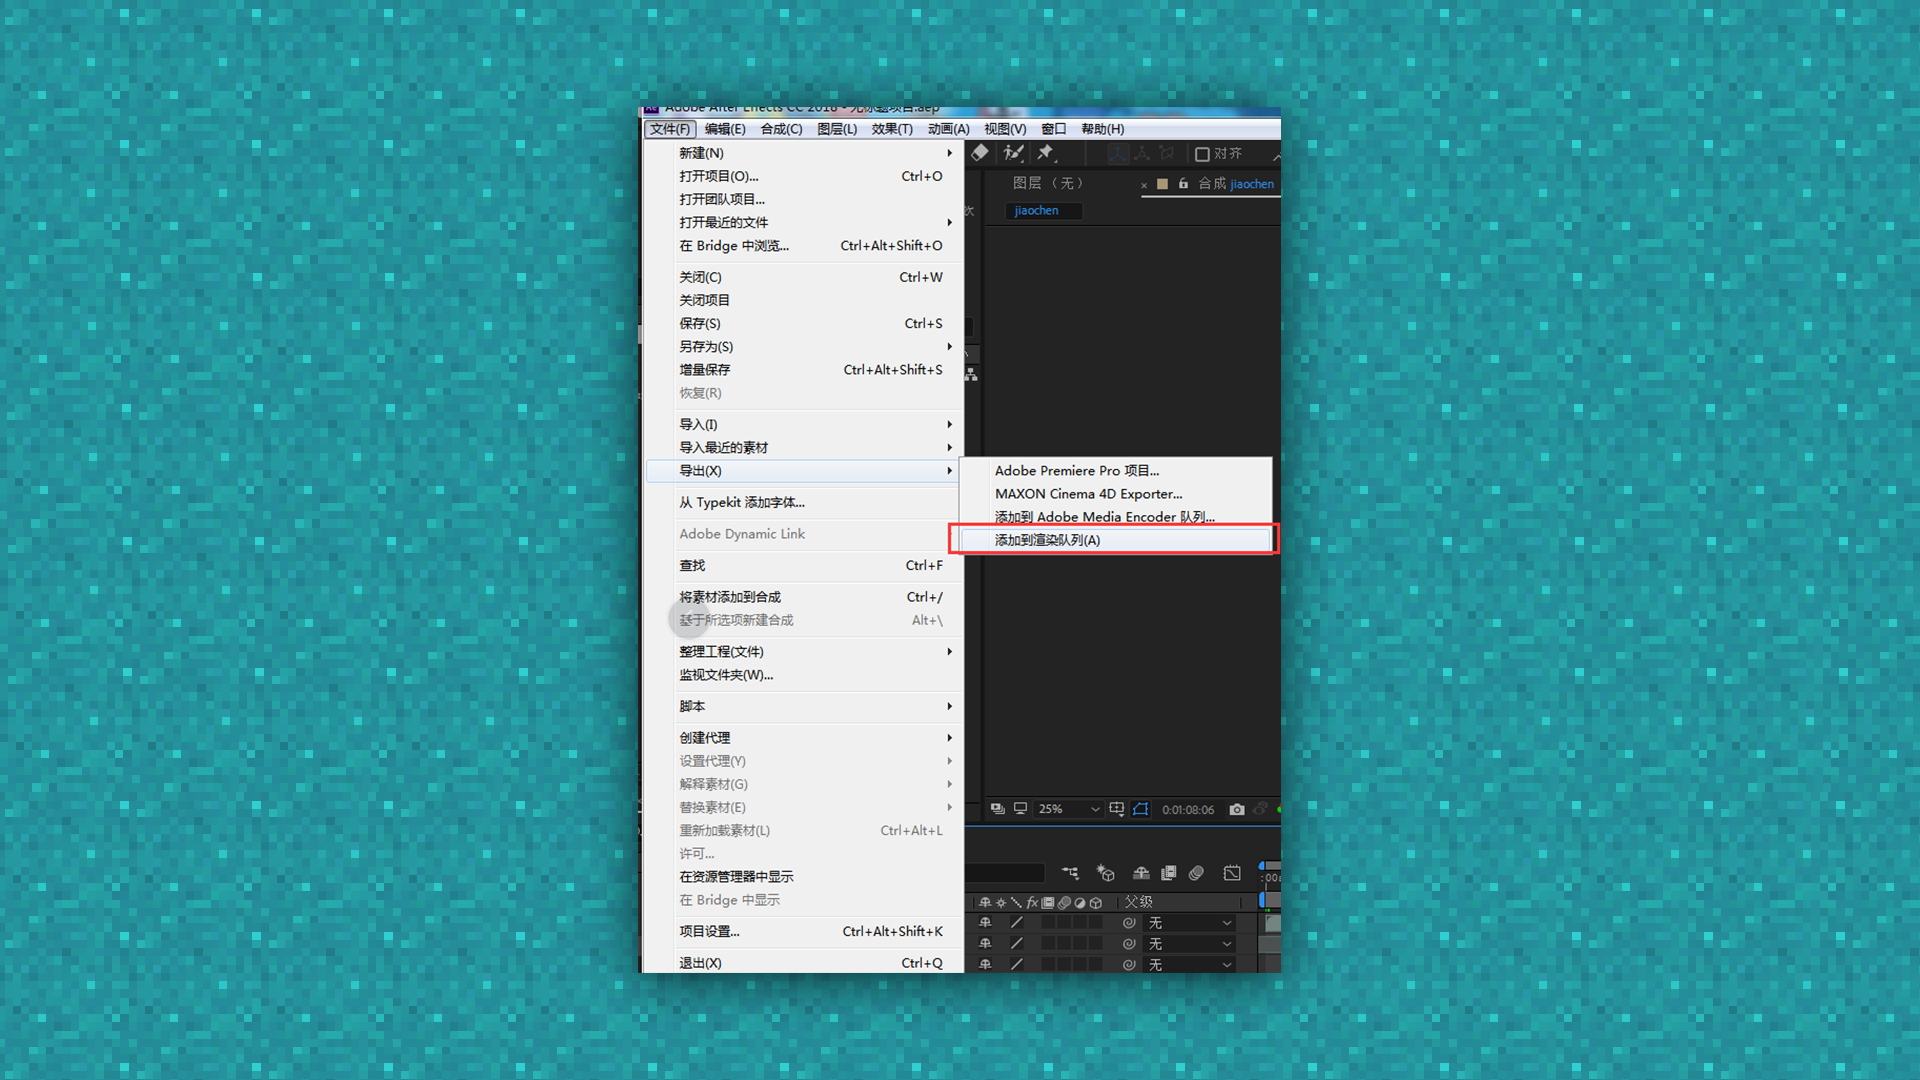 Adobe After Effects CC 2018 - 无标题项目.aep
文件(F) 编辑(E) 合成(C) 图层(L) 效果(T) 动画(A) 视图(V) 窗口 帮助(H)
新建(N)
打开项目(O)... Ctrl+O
打开团队项目...
打开最近的文件
在 Bridge 中浏览... Ctrl+Alt+Shift+O
关闭(C) Ctrl+W
关闭项目
保存(S) Ctrl+S
另存为(S)
增量保存 Ctrl+Alt+Shift+S
恢复(R)
导入(I)
导入最近的素材
导出(X)
从 Typekit 添加字体...
Adobe Dynamic Link
查找 Ctrl+F
将素材添加到合成 Ctrl+/
基于所选项新建合成 Alt+\
整理工程(文件)
监视文件夹(W)...
脚本
创建代理
设置代理(Y)
解释素材(G)
替换素材(E)
重新加载素材(L) Ctrl+Alt+L
许可...
在资源管理器中显示
在 Bridge 中显示
项目设置... Ctrl+Alt+Shift+K
退出(X) Ctrl+Q
Adobe Premiere Pro 项目...
MAXON Cinema 4D Exporter...
添加到 Adobe Media Encoder 队列...
添加到渲染队列(A)
对齐
图层（无）
合成 jiaochen
jiaochen
25%
0:01:08:06
fx
父级
无
无
无